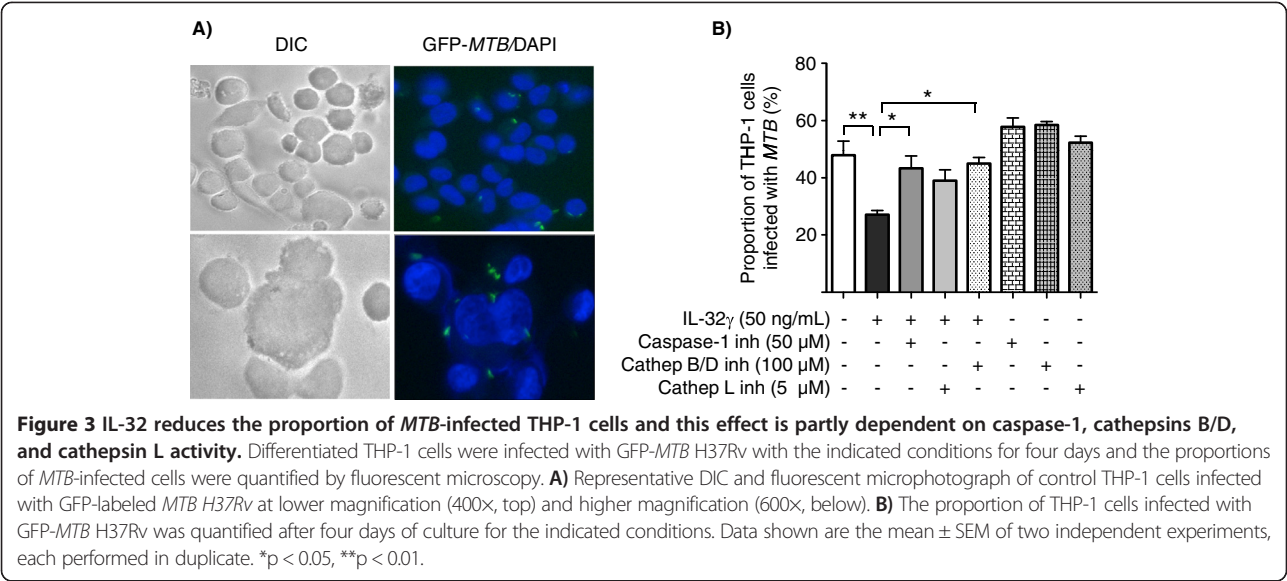 A)
DIC
GFP-MTB/DAPI
B)
Proportion of THP-1 cells
infected with MTB (%)
80
60
40
20
** * *
IL-32γ (50 ng/mL) - + + + + - - -
Caspase-1 inh (50 µM) - - + - - + - -
Cathep B/D inh (100 µM) - - - - + - + -
Cathep L inh (5 µM) - - - + - - - +
Figure 3 IL-32 reduces the proportion of MTB-infected THP-1 cells and this effect is partly dependent on caspase-1, cathepsins B/D,
and cathepsin L activity. Differentiated THP-1 cells were infected with GFP-MTB H37Rv with the indicated conditions for four days and the proportions
of MTB-infected cells were quantified by fluorescent microscopy. A) Representative DIC and fluorescent microphotograph of control THP-1 cells infected
with GFP-labeled MTB H37Rv at lower magnification (400×, top) and higher magnification (600×, below). B) The proportion of THP-1 cells infected with
GFP-MTB H37Rv was quantified after four days of culture for the indicated conditions. Data shown are the mean ± SEM of two independent experiments,
each performed in duplicate. *p < 0.05, **p < 0.01.